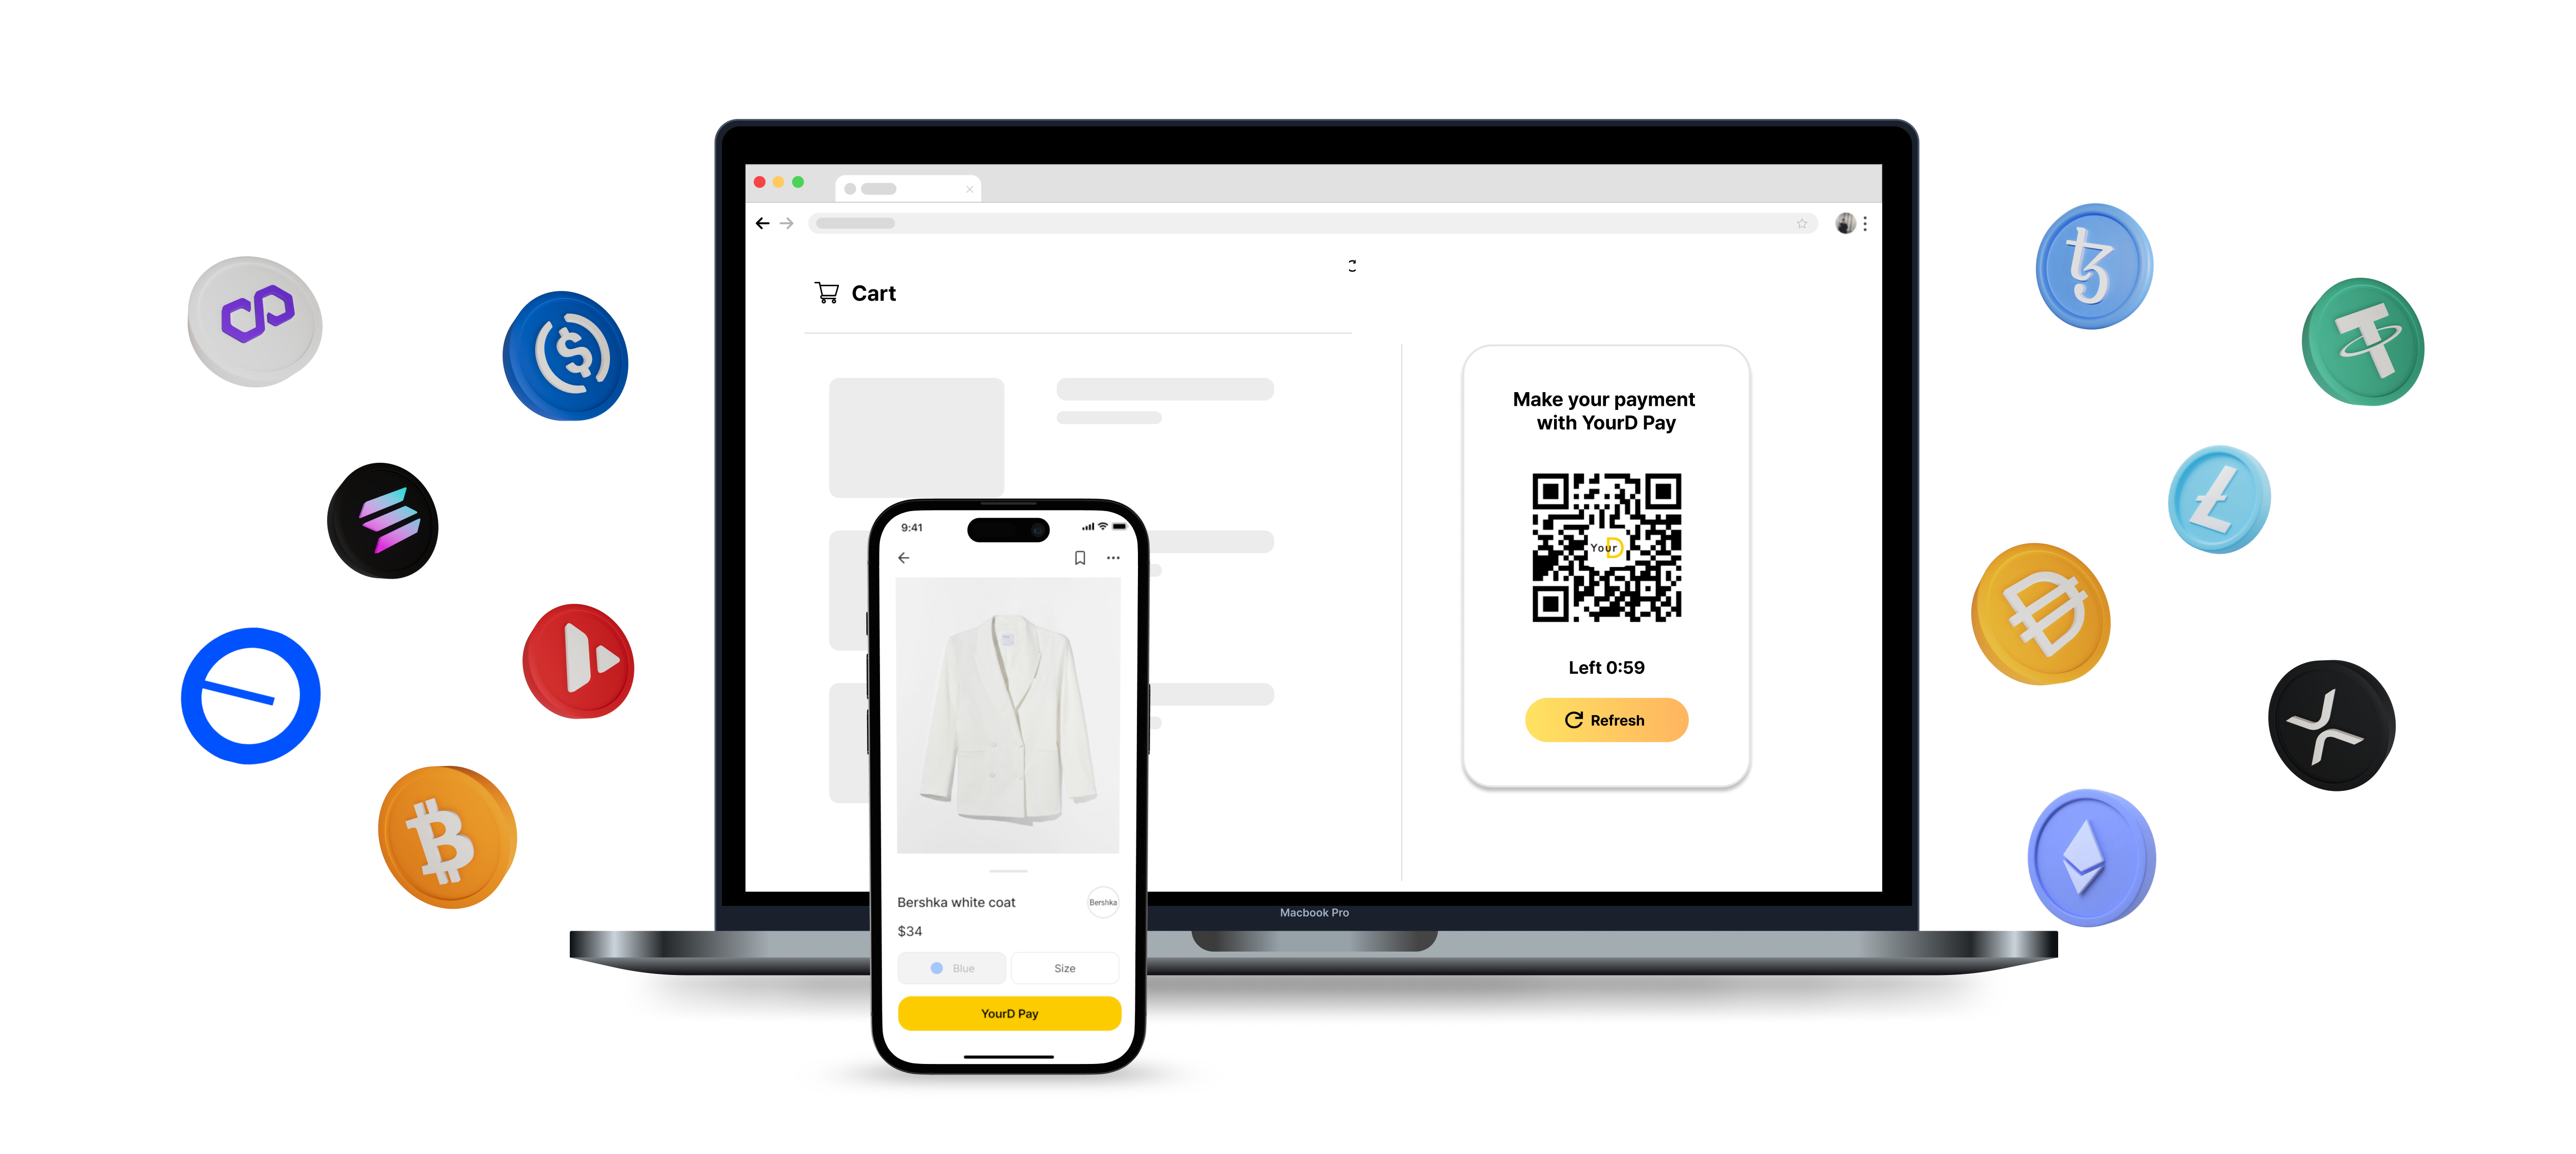 Cart
Make your payment
with YourD Pay
YourD
Left 0:59
Refresh
9:41
Bershka white coat
Bershka
$34
Blue
Size
YourD Pay
Macbook Pro